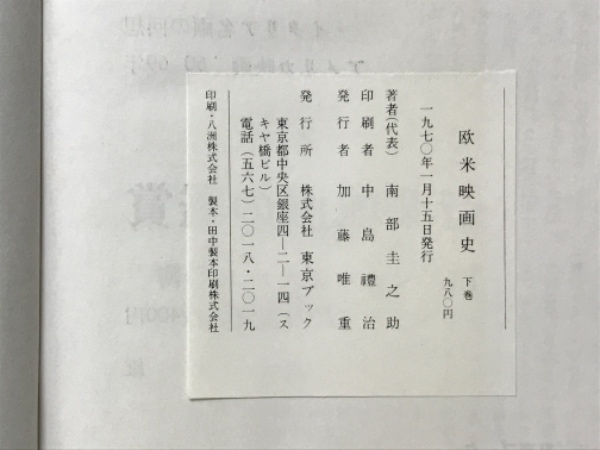 欧米映画史 下巻 九八〇円
一九七〇年一月十五日発行
著者(代表) 南部圭之助
印刷者 中島禮治
発行者 加藤唯重
発行所 株式会社 東京ブック
東京都中央区銀座四―二―一四(ス
キヤ橋ビル)
電話(五六七)二〇一八・二〇一九
印刷・八洲株式会社 製本・田中製本印刷株式会社